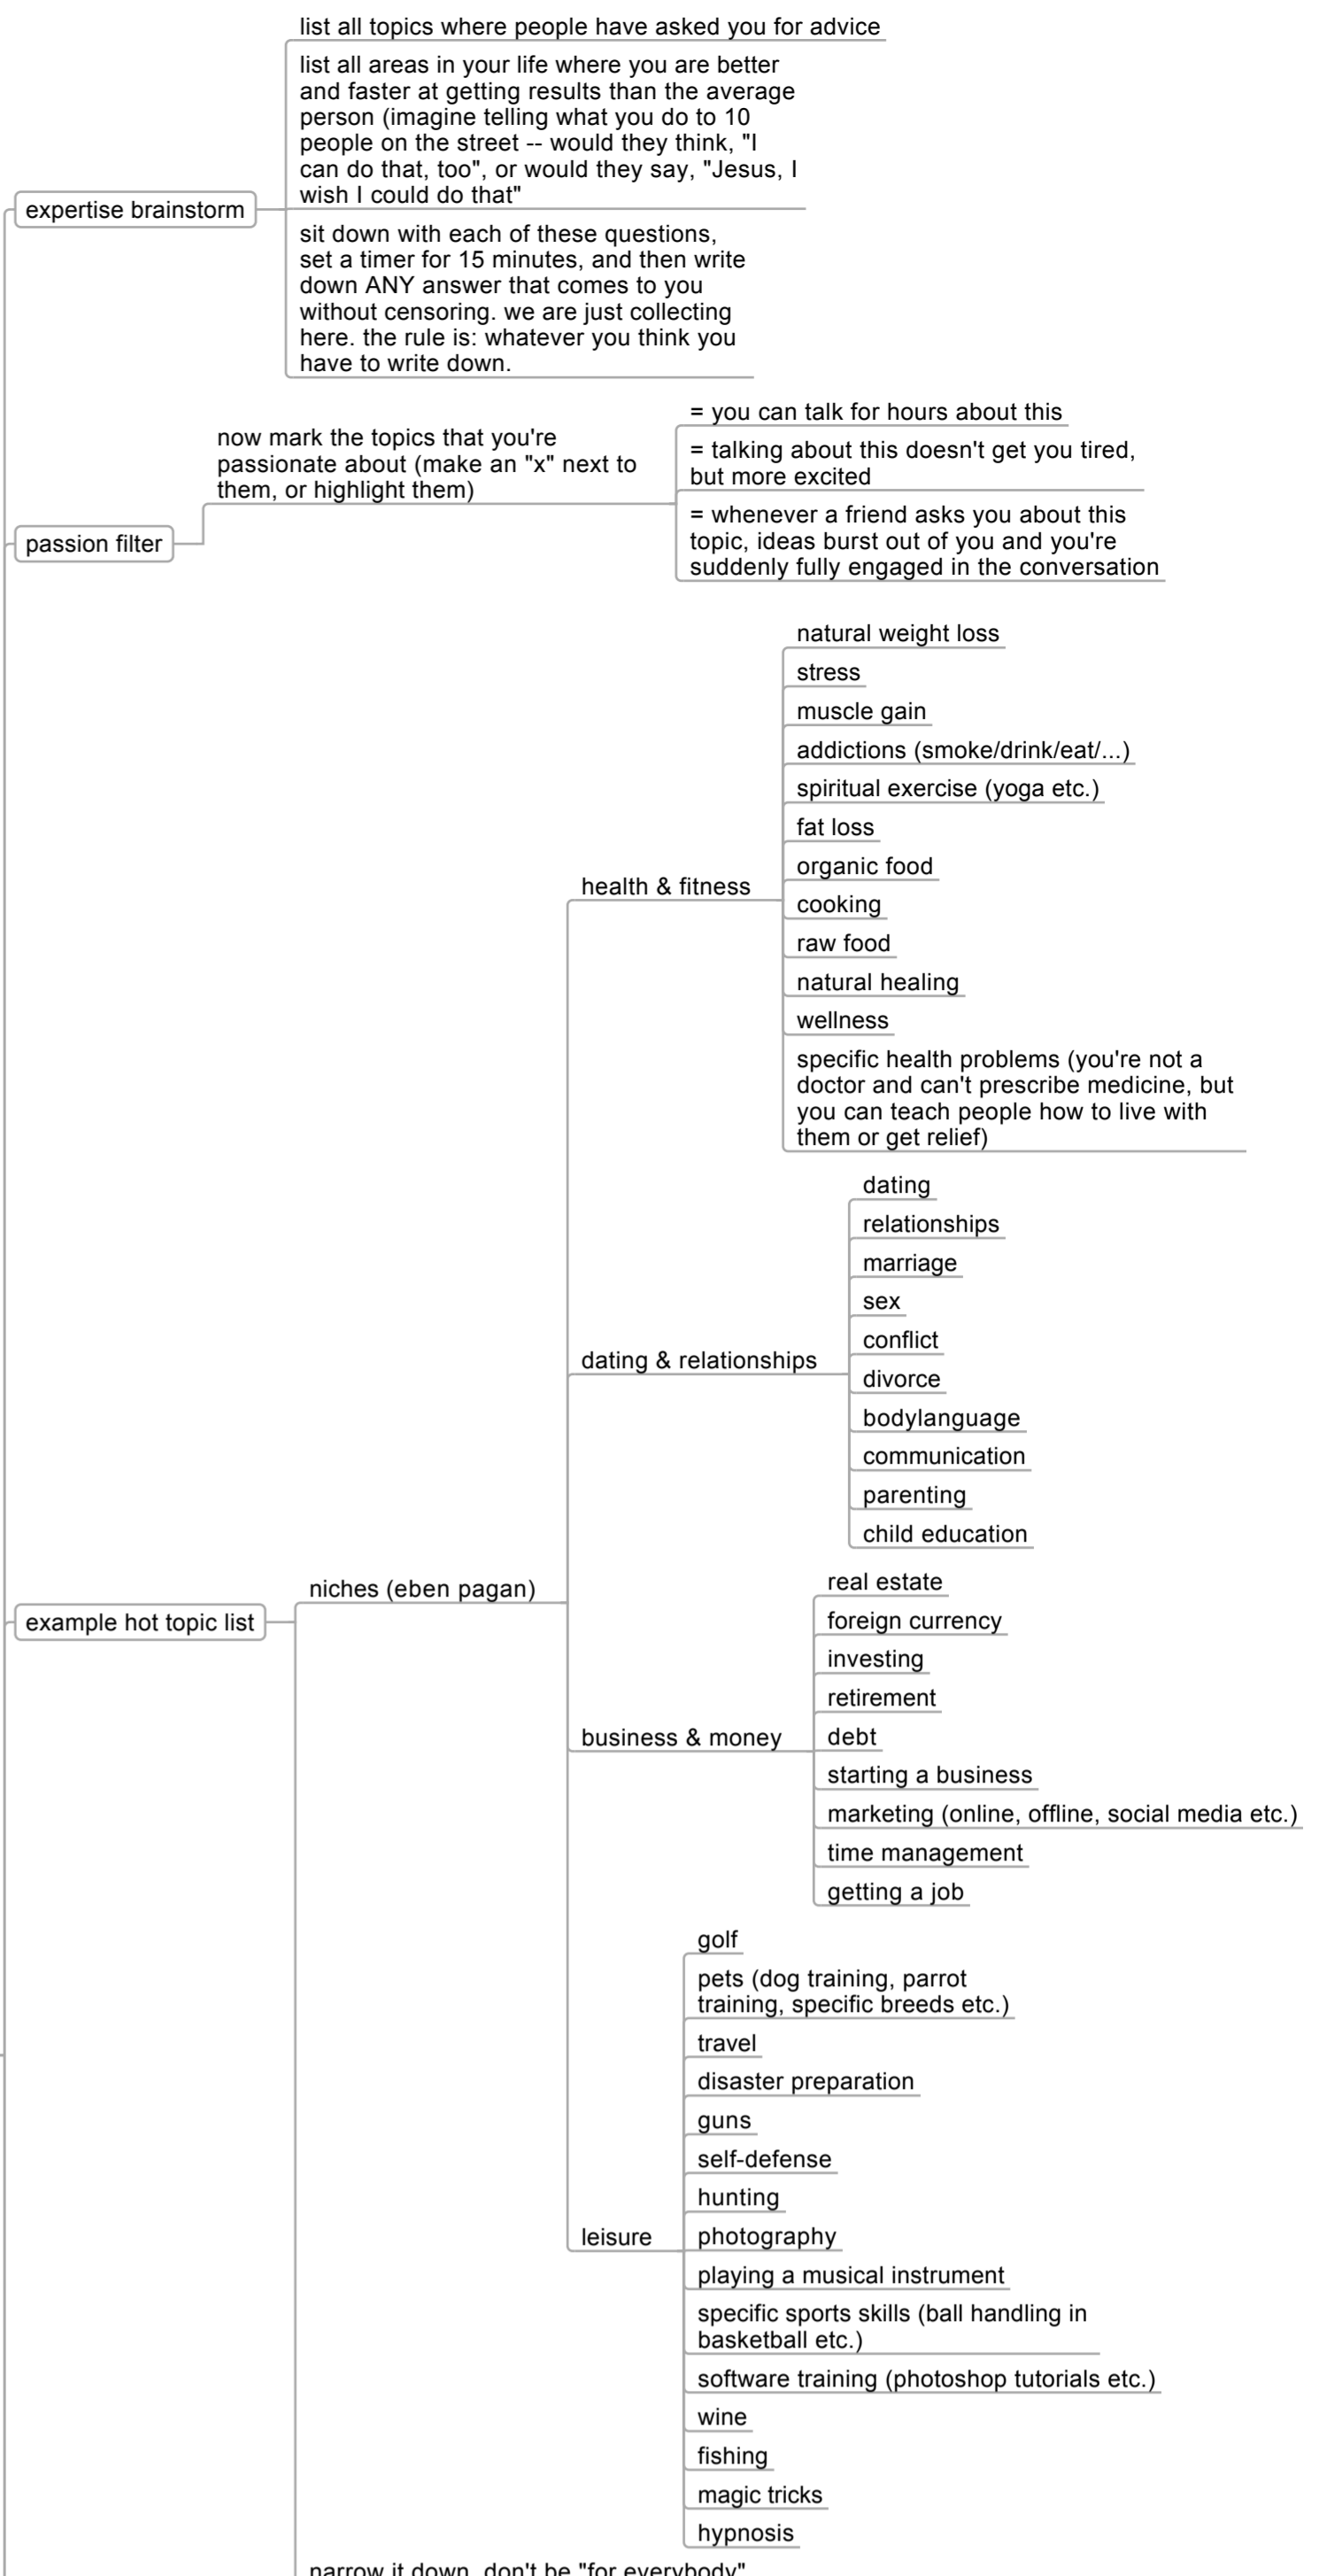 list all topics where people have asked you for advice
list all areas in your life where you are better
and faster at getting results than the average
person (imagine telling what you do to 10
people on the street -- would they think, "I
can do that, too", or would they say, "Jesus, I
wish I could do that"
expertise brainstorm
sit down with each of these questions,
set a timer for 15 minutes, and then write
down ANY answer that comes to you
without censoring. we are just collecting
here. the rule is: whatever you think you
have to write down.
passion filter
now mark the topics that you're
passionate about (make an "x" next to
them, or highlight them)
= you can talk for hours about this
= talking about this doesn't get you tired,
but more excited
= whenever a friend asks you about this
topic, ideas burst out of you and you're
suddenly fully engaged in the conversation
example hot topic list
niches (eben pagan)
health & fitness
natural weight loss
stress
muscle gain
addictions (smoke/drink/eat/...)
spiritual exercise (yoga etc.)
fat loss
organic food
cooking
raw food
natural healing
wellness
specific health problems (you're not a
doctor and can't prescribe medicine, but
you can teach people how to live with
them or get relief)
dating & relationships
dating
relationships
marriage
sex
conflict
divorce
bodylanguage
communication
parenting
child education
business & money
real estate
foreign currency
investing
retirement
debt
starting a business
marketing (online, offline, social media etc.)
time management
getting a job
leisure
golf
pets (dog training, parrot
training, specific breeds etc.)
travel
disaster preparation
guns
self-defense
hunting
photography
playing a musical instrument
specific sports skills (ball handling in
basketball etc.)
software training (photoshop tutorials etc.)
wine
fishing
magic tricks
hypnosis
narrow it down, don't be "for everybody"